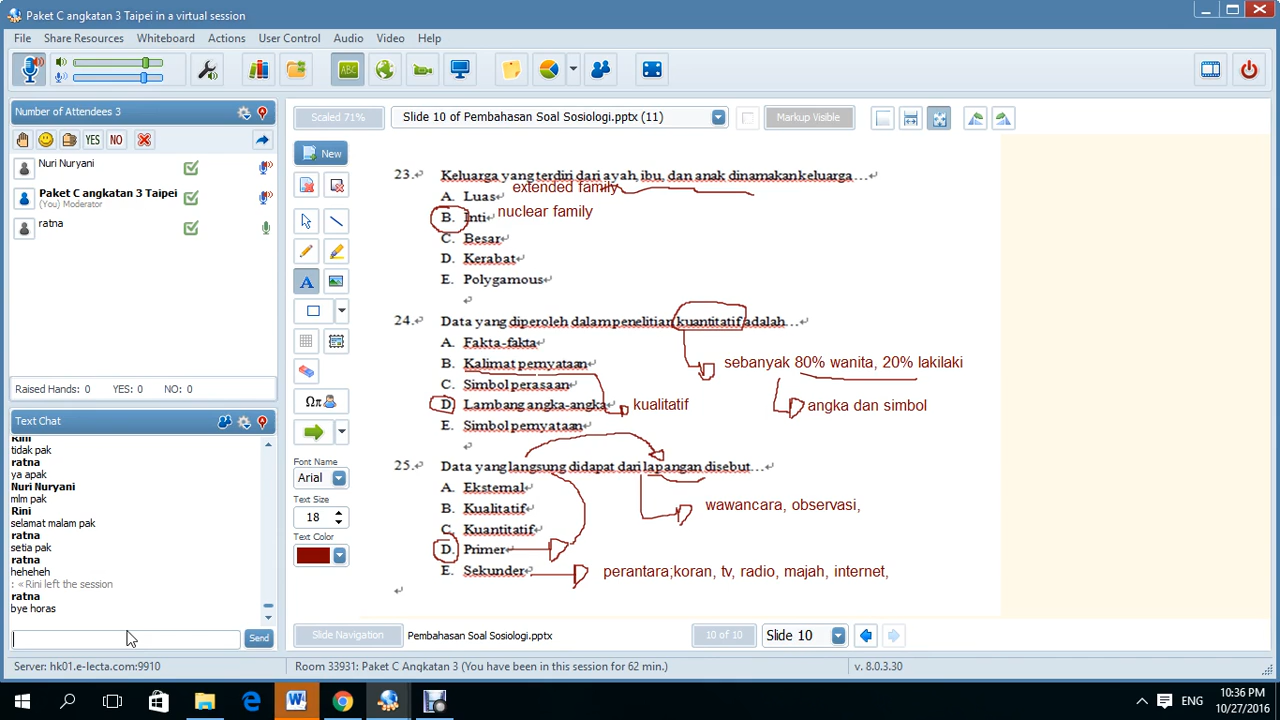 Paket C angkatan 3 Taipei in a virtual session
File Share Resources Whiteboard Actions User Control Audio Video Help
ABC
Number of Attendees 3
YES NO
Nuri Nuryani
Paket C angkatan 3 Taipei
(You) Moderator
ratna
Raised Hands: 0 YES: 0 NO: 0
Text Chat
Rini
tidak pak
ratna
ya apak
Nuri Nuryani
mlm pak
Rini
selamat malam pak
ratna
setia pak
ratna
heheheh
: « Rini left the session
ratna
bye horas
Send
Scaled 71%
Slide 10 of Pembahasan Soal Sosiologi.pptx (11)
Markup Visible
New
A
Ωπ
Font Name
Arial
Text Size
18
Text Color
23. Keluarga yang terdiri dari ayah, ibu, dan anak dinamakan keluarga…
extended family
A. Luas
B. Inti nuclear family
C. Besar
D. Kerabat
E. Polygamous
24. Data yang diperoleh dalam penelitian kuantitatif adalah…
A. Fakta-fakta
B. Kalimat pernyataan
sebanyak 80% wanita, 20% lakilaki
C. Simbol perasaan
D. Lambang angka-angka kualitatif
angka dan simbol
E. Simbol pernyataan
25. Data yang langsung didapat dari lapangan disebut…
A. Eksternal
B. Kualitatif
wawancara, observasi,
C. Kuantitatif
D. Primer
E. Sekunder perantara;koran, tv, radio, majah, internet,
Slide Navigation Pembahasan Soal Sosiologi.pptx 10 of 10 Slide 10
Server: hk01.e-lecta.com:9910 Room 33931: Paket C Angkatan 3 (You have been in this session for 62 min.) v. 8.0.3.30
ENG
10:36 PM
10/27/2016